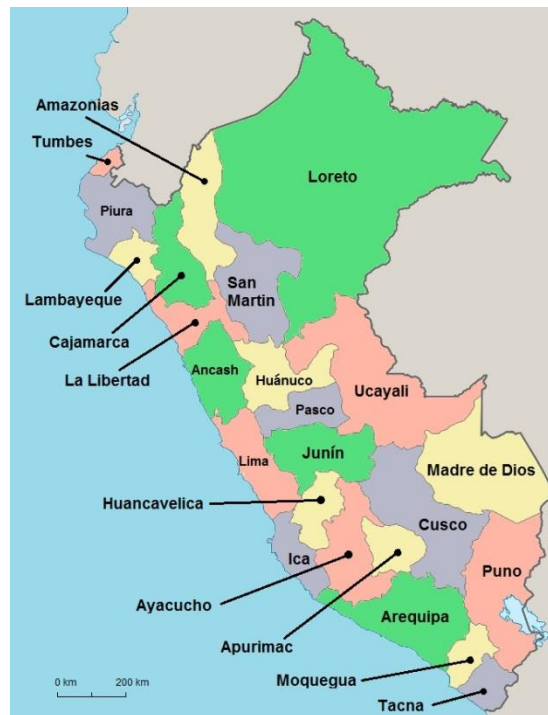 Amazonias
Tumbes
Loreto
Piura
San
Martin
Lambayeque
Cajamarca
La Libertad
Ancash
Huánuco
Ucayali
Pasco
Junín
Lima
Madre de Dios
Huancavelica
Cusco
Ica
Puno
Ayacucho
Arequipa
Apurimac
Moquegua
0 km 200 km
Tacna